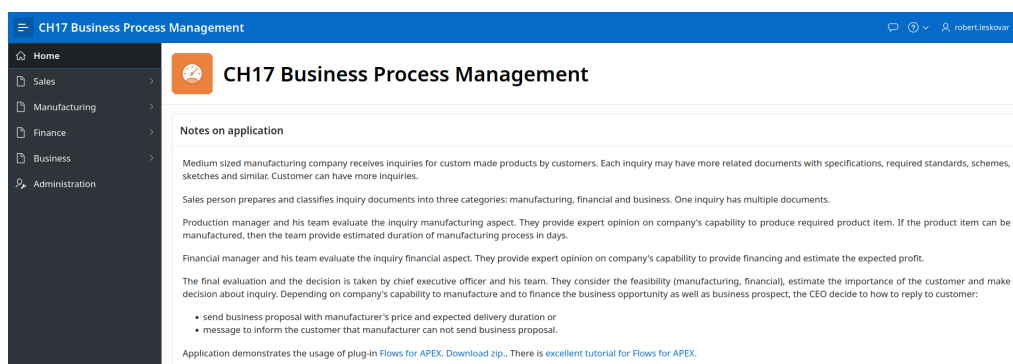 CH17 Business Process Management
robert.leskovar
Home
Sales
Manufacturing
Finance
Business
Administration
CH17 Business Process Management
Notes on application
Medium sized manufacturing company receives inquiries for custom made products by customers. Each inquiry may have more related documents with specifications, required standards, schemes,
sketches and similar. Customer can have more inquiries.
Sales person prepares and classifies inquiry documents into three categories: manufacturing, financial and business. One inquiry has multiple documents.
Production manager and his team evaluate the inquiry manufacturing aspect. They provide expert opinion on company's capability to produce required product item. If the product item can be
manufactured, then the team provide estimated duration of manufacturing process in days.
Financial manager and his team evaluate the inquiry financial aspect. They provide expert opinion on company's capability to provide financing and estimate the expected profit.
The final evaluation and the decision is taken by chief executive officer and his team. They consider the feasibility (manufacturing, financial), estimate the importance of the customer and make
decision about inquiry. Depending on company's capability to manufacture and to finance the business opportunity as well as business prospect, the CEO decide to how to reply to customer:
• send business proposal with manufacturer's price and expected delivery duration or
• message to inform the customer that manufacturer can not send business proposal.
Application demonstrates the usage of plug-in Flows for APEX. Download zip.. There is excellent tutorial for Flows for APEX.